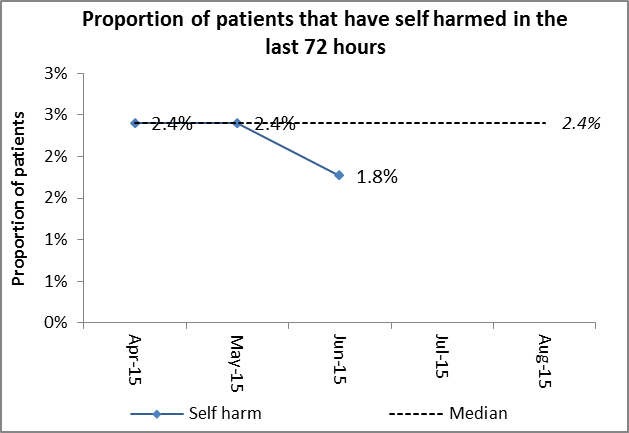 Proportion of patients that have self harmed in the
last 72 hours
Proportion of patients
3%
3%
2%
2%
1%
1%
0%
2.4%
2.4%
1.8%
2.4%
Apr-15
May-15
Jun-15
Jul-15
Aug-15
Self harm
Median